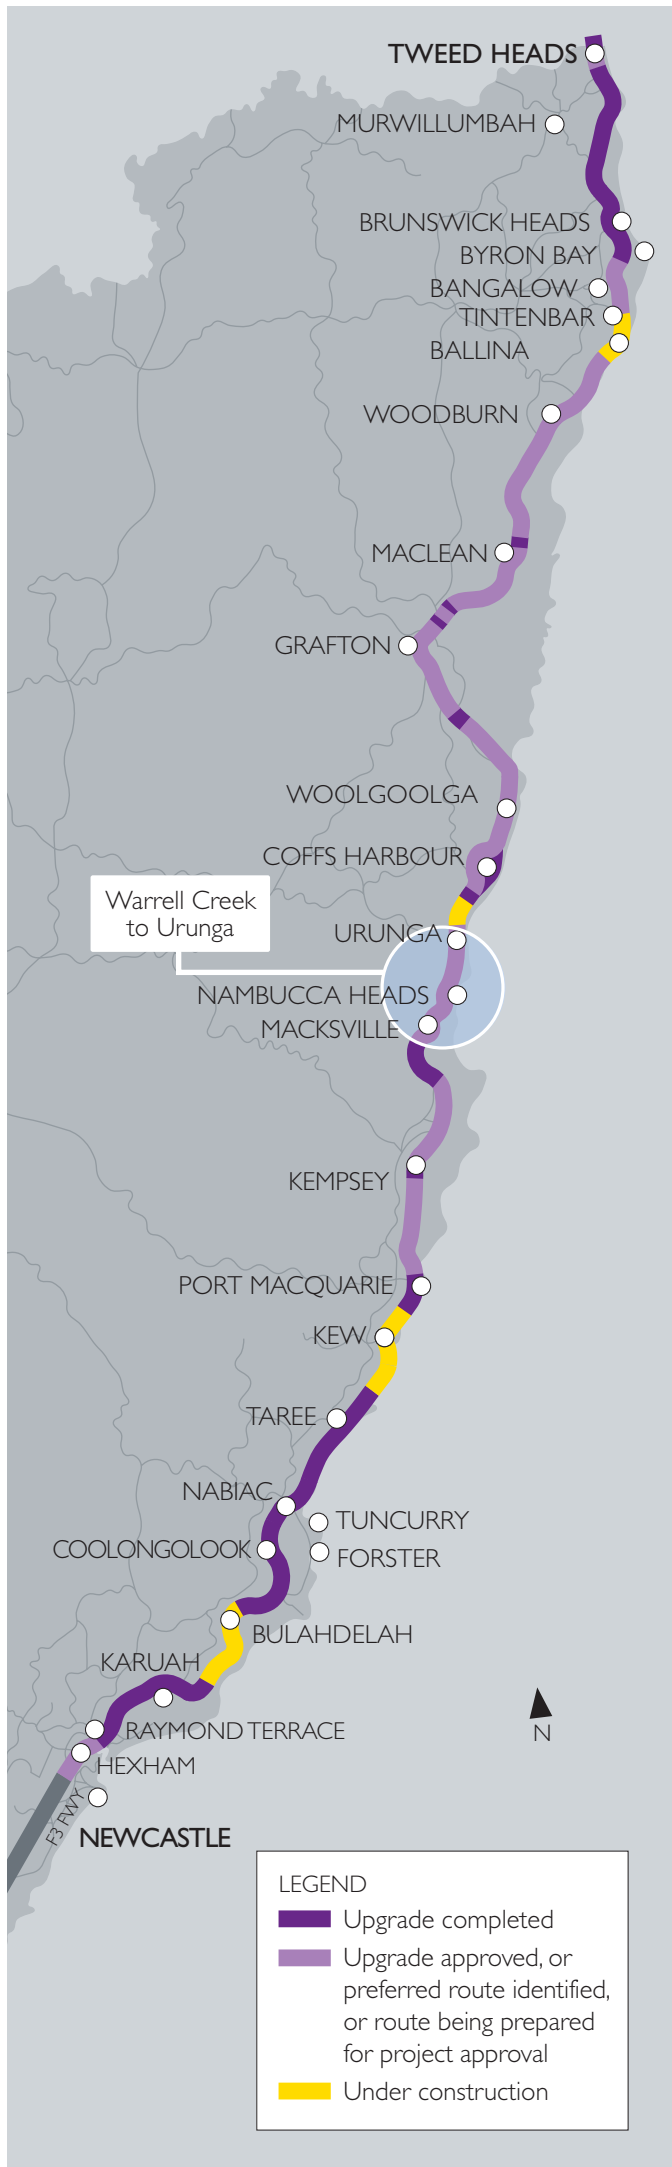 TWEED HEADS
MURWILLUMBAH
BRUNSWICK HEADS
BYRON BAY
BANGALOW
TINTENBAR
BALLINA
WOODBURN
MACLEAN
GRAFTON
WOOLGOOLGA
COFFS HARBOUR
Warrell Creek
to Urunga
URUNGA
NAMBUCCA HEADS
MACKSVILLE
KEMPSEY
PORT MACQUARIE
KEW
TAREE
NABIAC
TUNCURRY
COOLONGOLOOK
FORSTER
BULAHDELAH
KARUAH
RAYMOND TERRACE
N
HEXHAM
F3 FWY
NEWCASTLE
LEGEND
Upgrade completed
Upgrade approved, or
preferred route identified,
or route being prepared
for project approval
Under construction